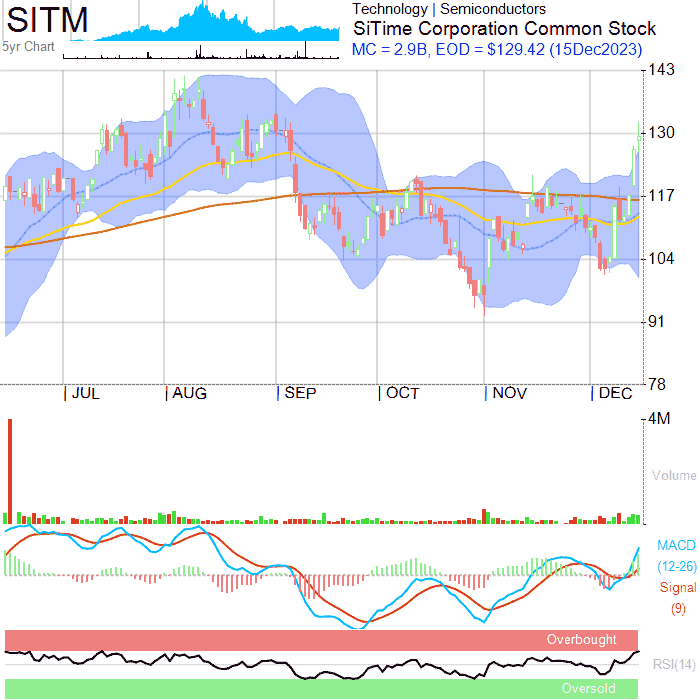 SITM
5yr Chart
Technology | Semiconductors
SiTime Corporation Common Stock
MC = 2.9B, EOD = $129.42 (15Dec2023)
143
130
117
104
91
78
JUL
AUG
SEP
OCT
NOV
DEC
4M
Volume
MACD
(12-26)
Signal
(9)
Overbought
RSI(14)
Oversold